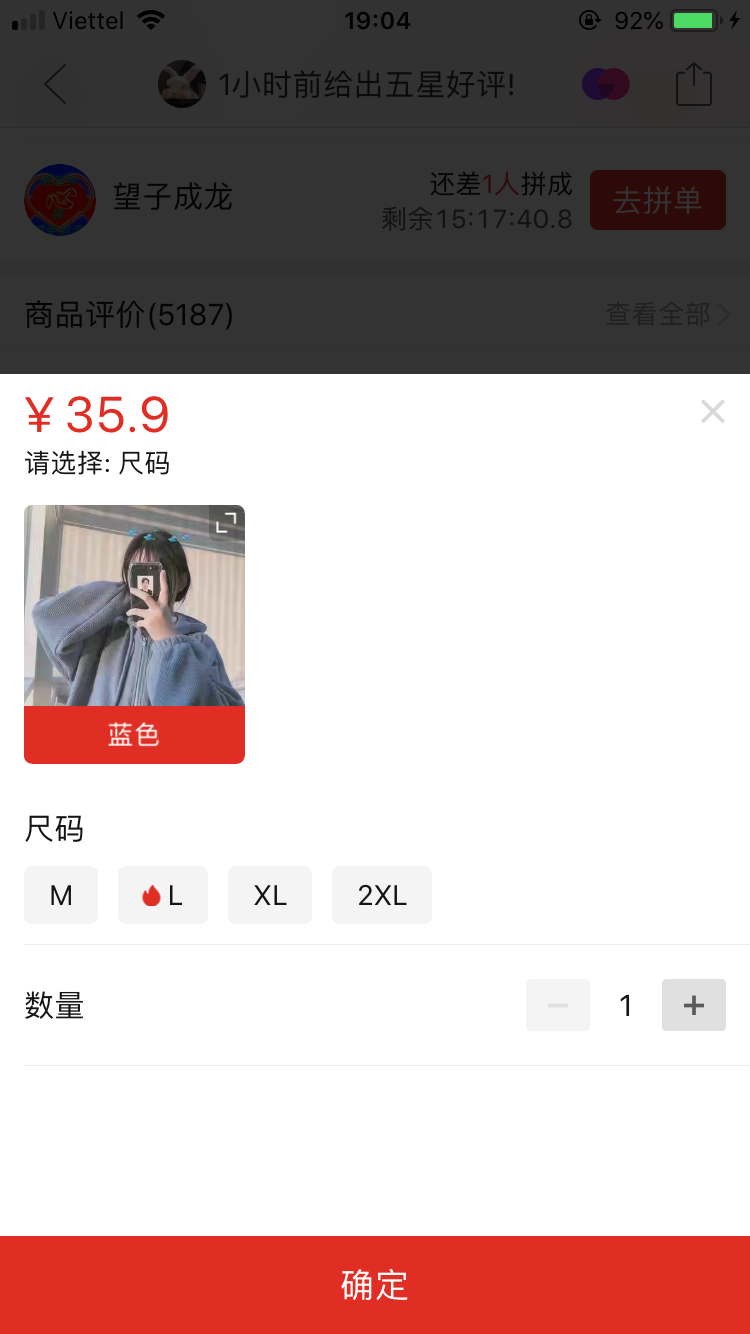 Viettel 19:04 92%
1小时前给出五星好评!
望子成龙
还差1人拼成
剩余15:17:40.8
去拼单
商品评价(5187) 查看全部
¥ 35.9
请选择: 尺码
蓝色
尺码
M L XL 2XL
数量 1
确定